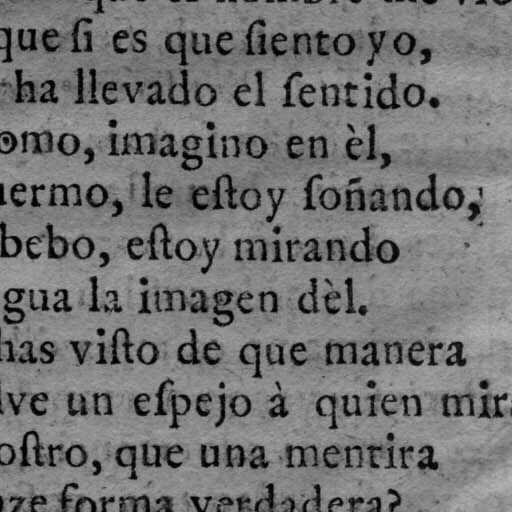 que ſi es que ſiento yo,
ha llevado el ſentido.
omo, imagino en èl,
uermo, le eſtoy ſoñando,
bebo, eſtoy mirando
gua la imagen dèl.
has viſto de que manera
lve un eſpejo à quien mira
oſtro, que una mentira
forma verdadera?